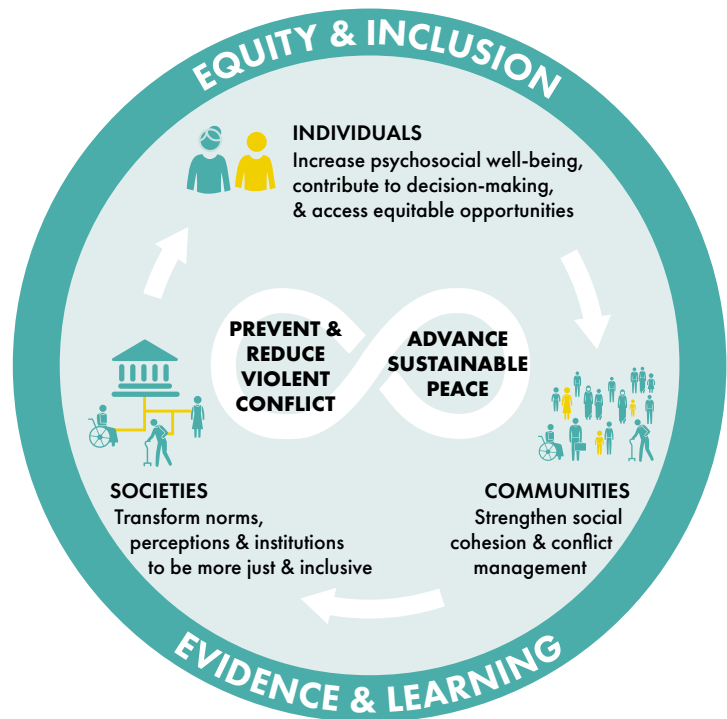 EQUITY & INCLUSION
INDIVIDUALS
Increase psychosocial well-being,
contribute to decision-making,
& access equitable opportunities
PREVENT &
REDUCE
VIOLENT
CONFLICT
ADVANCE
SUSTAINABLE
PEACE
SOCIETIES
Transform norms,
perceptions & institutions
to be more just & inclusive
COMMUNITIES
Strengthen social
cohesion & conflict
management
EVIDENCE & LEARNING